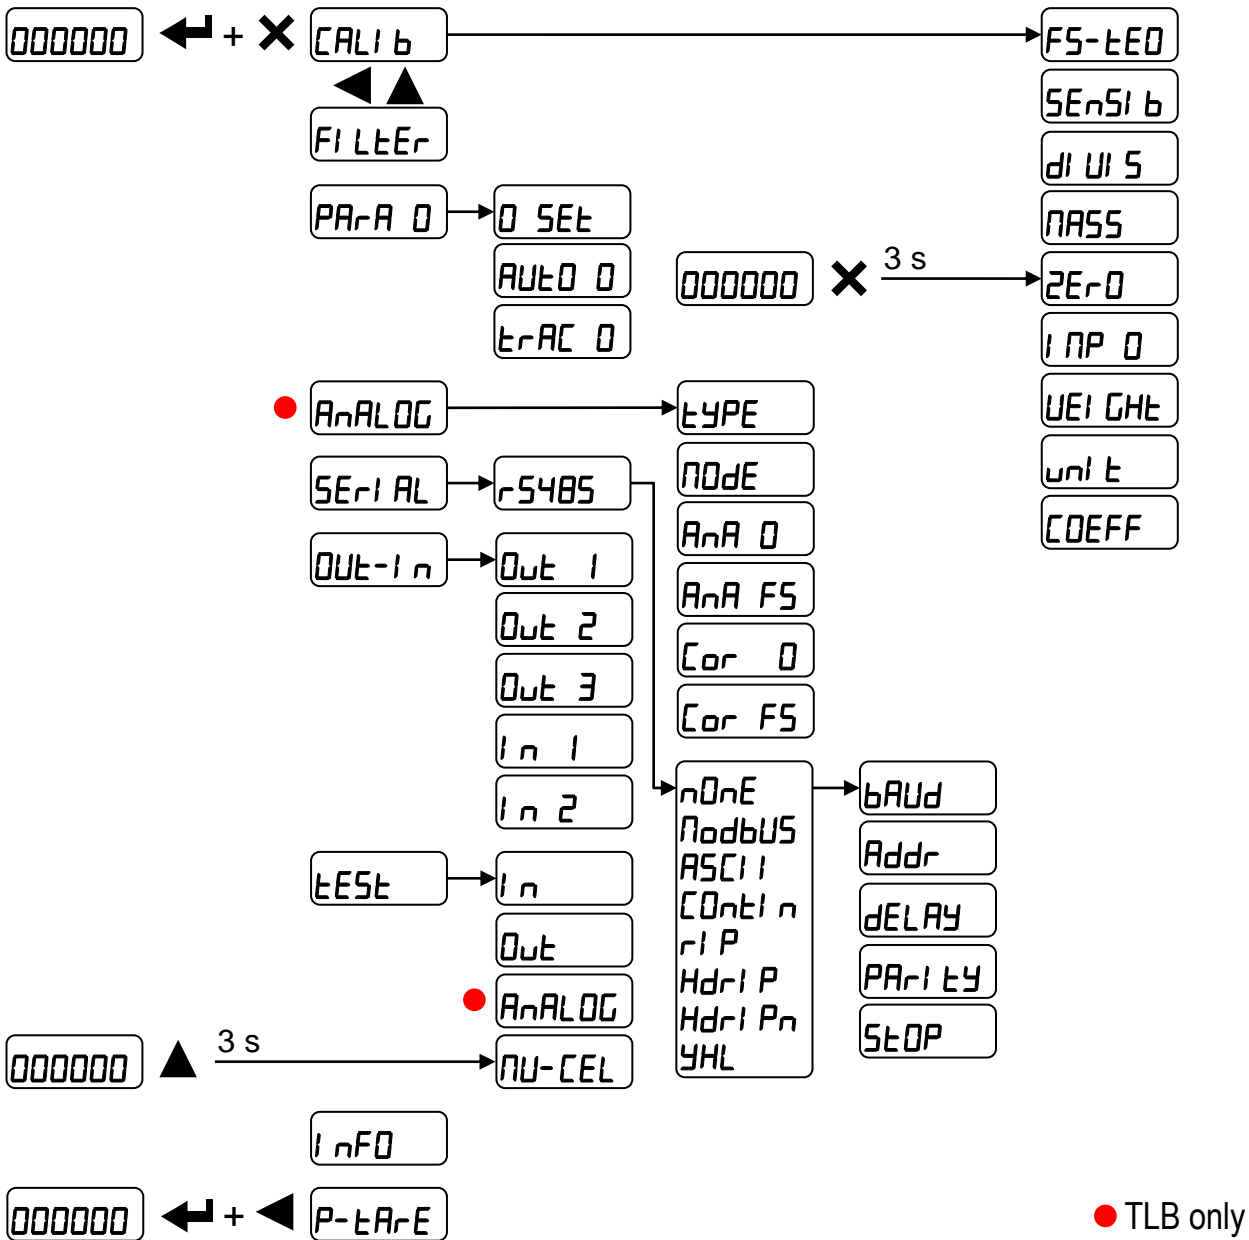 000000 + CALIb FS-tE0
SEnSIb
FILtEr
dIUIS
PArA 0 0 SEt
MASS
AUtO 0 000000 3 s ZErO
trAC 0 IMP 0
AnALOG tYPE UEIGHt
SErIAL rS485 MOdE unIt
OUt-In Out 1 AnA 0 COEFF
Out 2 AnA FS
Out 3 Cor 0
In 1 Cor FS
In 2 nOnE bAUd
ModbUS Addr
tESt In ASCII
COntIn dELAY
Out rIP
HdrIP PArItY
AnALOG HdrIPn StOP
000000 3 s MU-CEL YHL
InFO
000000 + P-tArE
TLB only